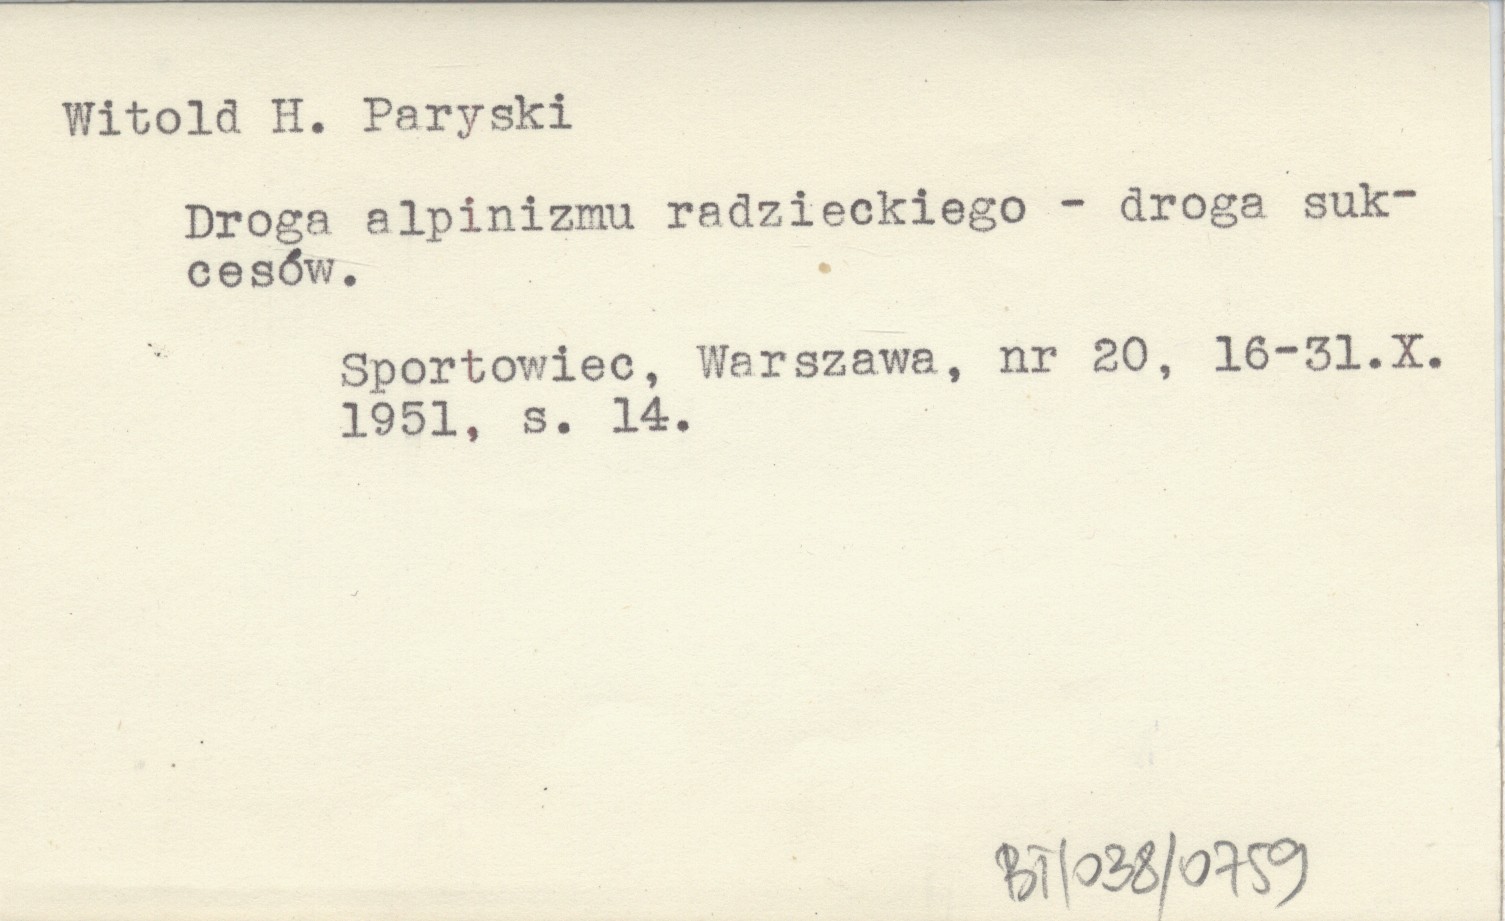 Witold H. Paryski
Droga alpinizmu radzieckiego - droga suk-
cesów.
Sportowiec, Warszawa, nr 20, 16-31.X.
1951, s. 14.
BT/038/0759